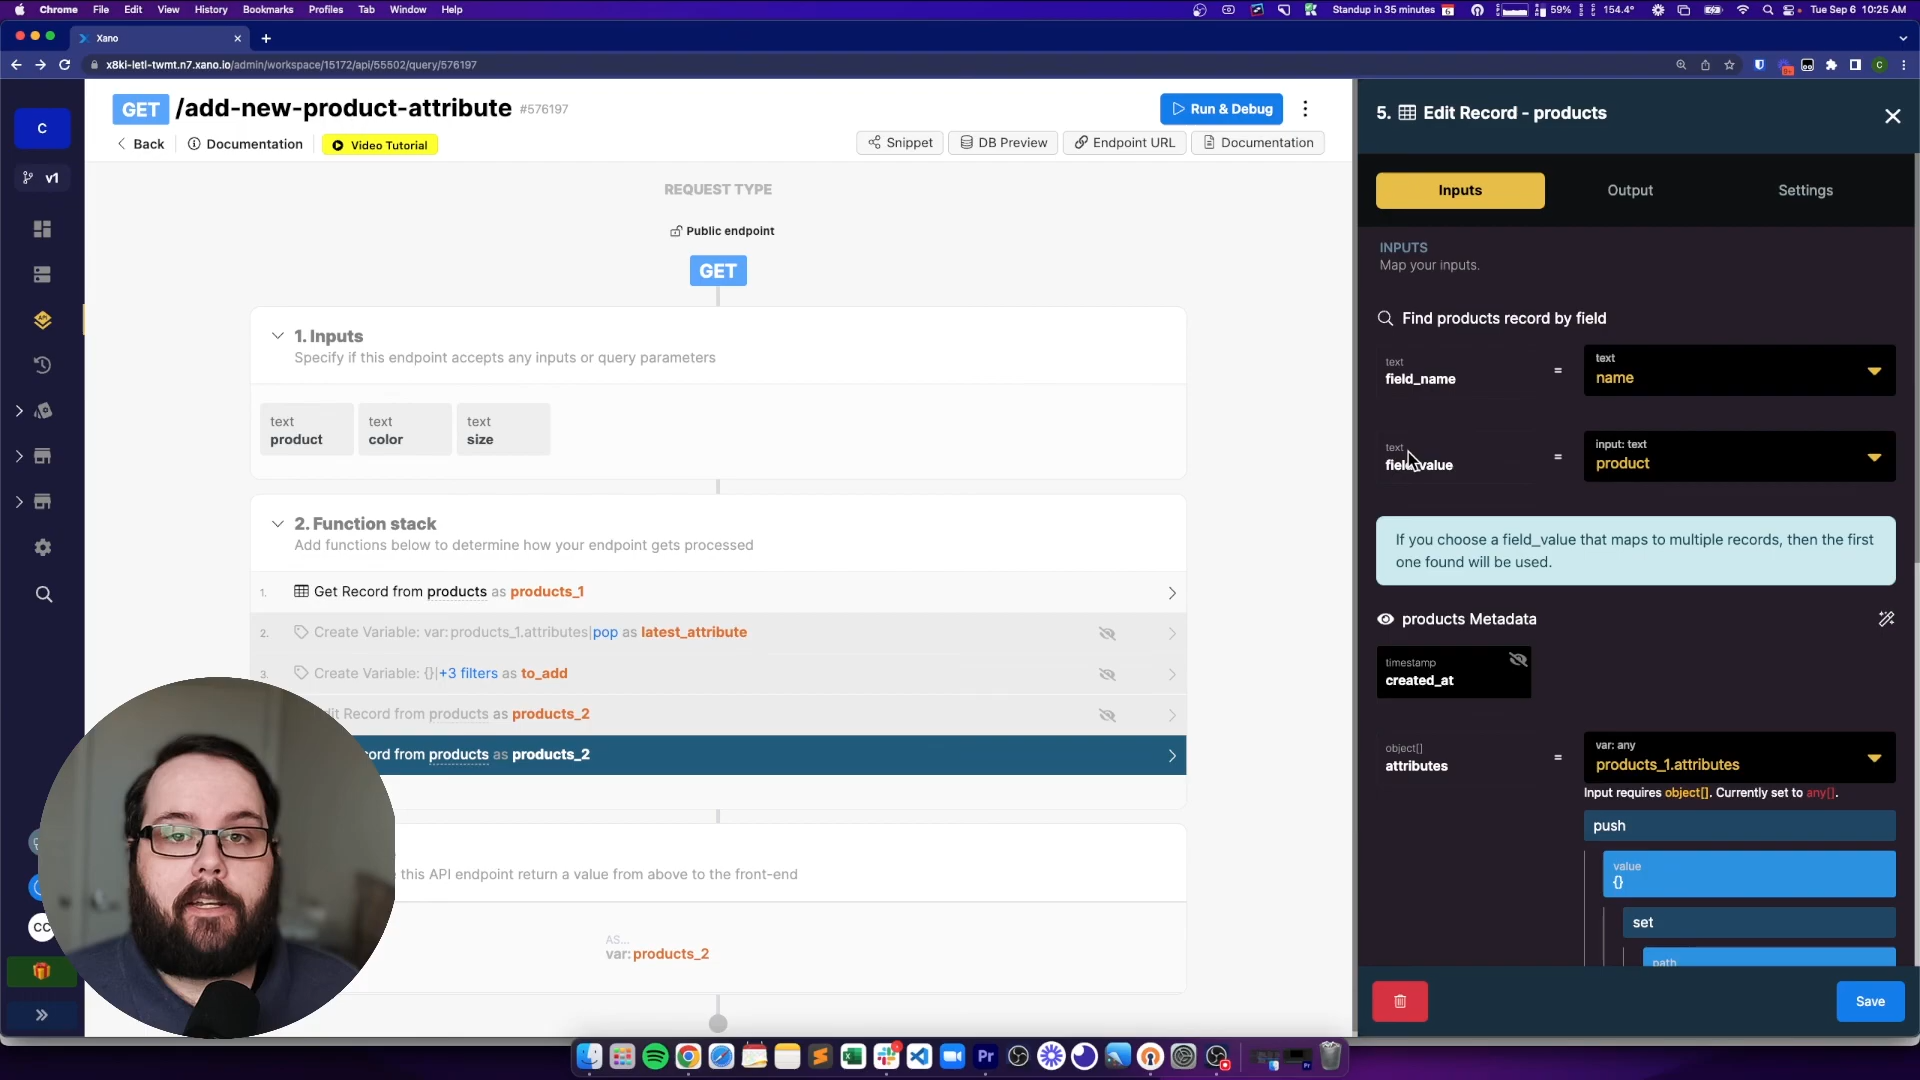 Chrome File Edit View History Bookmarks Profiles Tab Window Help
Standup in 35 minutes 6 59% 154.4° Tue Sep 6 10:25 AM
Xano
x8ki-letl-twmt.n7.xano.io/admin/workspace/15172/api/55502/query/576197
C
v1
GET /add-new-product-attribute #576197
Run & Debug
Back Documentation Video Tutorial
Snippet DB Preview Endpoint URL Documentation
REQUEST TYPE
Public endpoint
GET
1. Inputs
Specify if this endpoint accepts any inputs or query parameters
text
product
text
color
text
size
2. Function stack
Add functions below to determine how your endpoint gets processed
1. Get Record from products as products_1
2. Create Variable: var: products_1.attributes|pop as latest_attribute
3. Create Variable: {}|+3 filters as to_add
dit Record from products as products_2
ord from products as products_2
this API endpoint return a value from above to the front-end
AS...
var: products_2
CC
5. Edit Record - products
Inputs Output Settings
INPUTS
Map your inputs.
Find products record by field
text
field_name
=
text
name
text
field_value
=
input: text
product
If you choose a field_value that maps to multiple records, then the first
one found will be used.
products Metadata
timestamp
created_at
object[]
attributes
=
var: any
products_1.attributes
Input requires object[]. Currently set to any[].
push
value
{}
set
path
Save
Pr